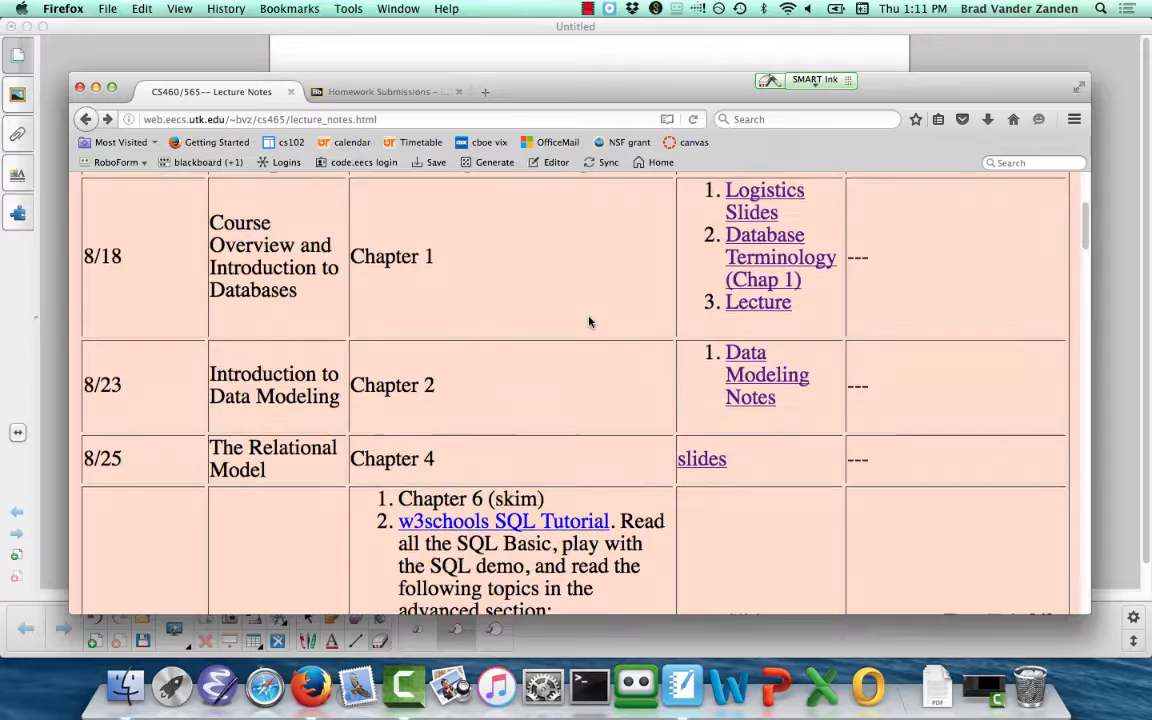 Firefox File Edit View History Bookmarks Tools Window Help Thu 1:11 PM Brad Vander Zanden
Untitled
SMART Ink
CS460/565-- Lecture Notes
Homework Submissions – ...
web.eecs.utk.edu/~bvz/cs465/lecture_notes.html
Search
Most Visited Getting Started cs102 calendar Timetable cboe vix OfficeMail NSF grant canvas
RoboForm blackboard (+1) Logins code.eecs login Save Generate Editor Sync Home Search
8/18
Course
Overview and
Introduction to
Databases
Chapter 1
1. Logistics
Slides
2. Database
Terminology
(Chap 1)
3. Lecture
---
8/23
Introduction to
Data Modeling
Chapter 2
1. Data
Modeling
Notes
---
8/25
The Relational
Model
Chapter 4
slides
---
1. Chapter 6 (skim)
2. w3schools SQL Tutorial. Read
all the SQL Basic, play with
the SQL demo, and read the
following topics in the
advanced section: